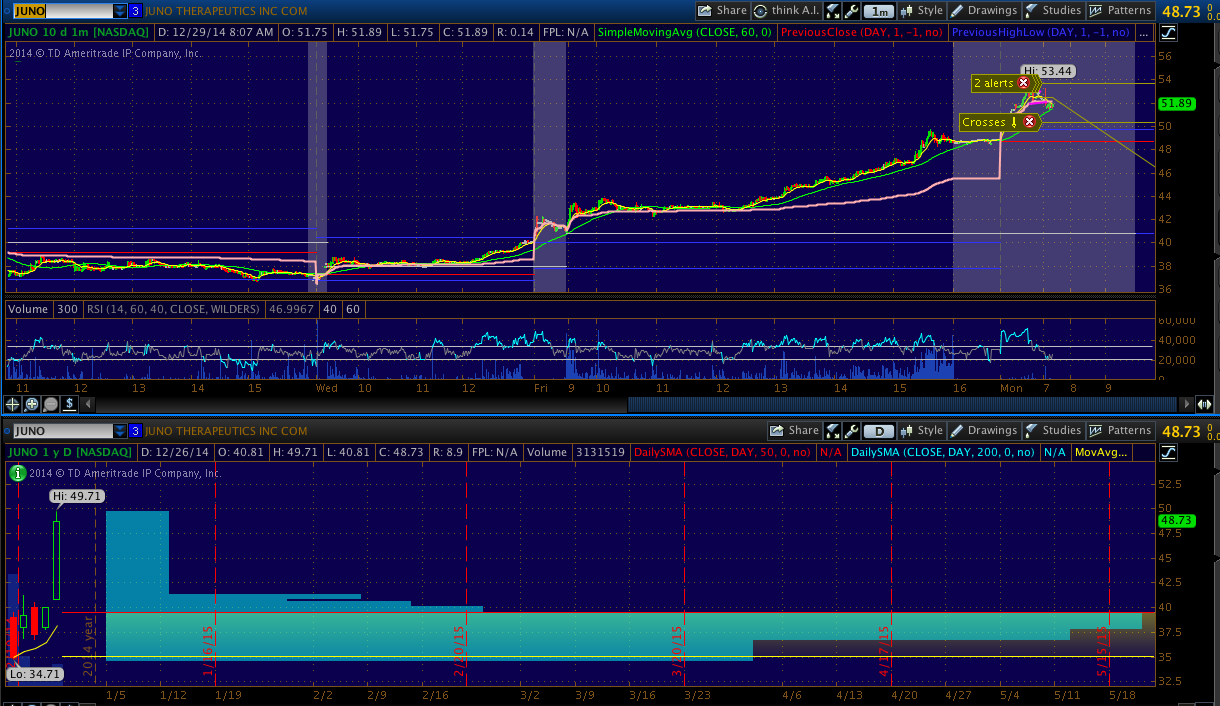 JUNO 3 JUNO THERAPEUTICS INC COM Share think A.I. 1m Style Drawings Studies Patterns 48.73
JUNO 10 d 1m [NASDAQ] D: 12/29/14 8:07 AM O: 51.75 H: 51.89 L: 51.75 C: 51.89 R: 0.14 FPL: N/A SimpleMovingAvg (CLOSE, 60, 0) PreviousClose (DAY, 1, -1, no) PreviousHighLow (DAY, 1, -1, no) ...
2014 © TD Ameritrade IP Company, Inc.
56
Hi: 53.44
54
2 alerts
51.89
Crosses
50
48
46
44
42
40
38
36
Volume 300 RSI (14, 60, 40, CLOSE, WILDERS) 46.9967 40 60
60,000
40,000
20,000
0
11 12 13 14 15 Wed 10 11 12 Fri 9 10 11 12 13 14 15 16 Mon 7 8 9
$
JUNO 3 JUNO THERAPEUTICS INC COM Share D Style Drawings Studies Patterns 48.73
JUNO 1 y D [NASDAQ] D: 12/26/14 O: 40.81 H: 49.71 L: 40.81 C: 48.73 R: 8.9 FPL: N/A Volume 3131519 DailySMA (CLOSE, DAY, 50, 0, no) N/A DailySMA (CLOSE, DAY, 200, 0, no) N/A MovAvg...
2014 © TD Ameritrade IP Company, Inc.
52.5
Hi: 49.71
50
48.73
47.5
45
42.5
40
37.5
35
32.5
2014 year
1/16/15
2/20/15
3/20/15
4/17/15
5/15/15
Lo: 34.71
1/5 1/12 1/19 2/2 2/9 2/16 3/2 3/9 3/16 3/23 4/6 4/13 4/20 4/27 5/4 5/11 5/18